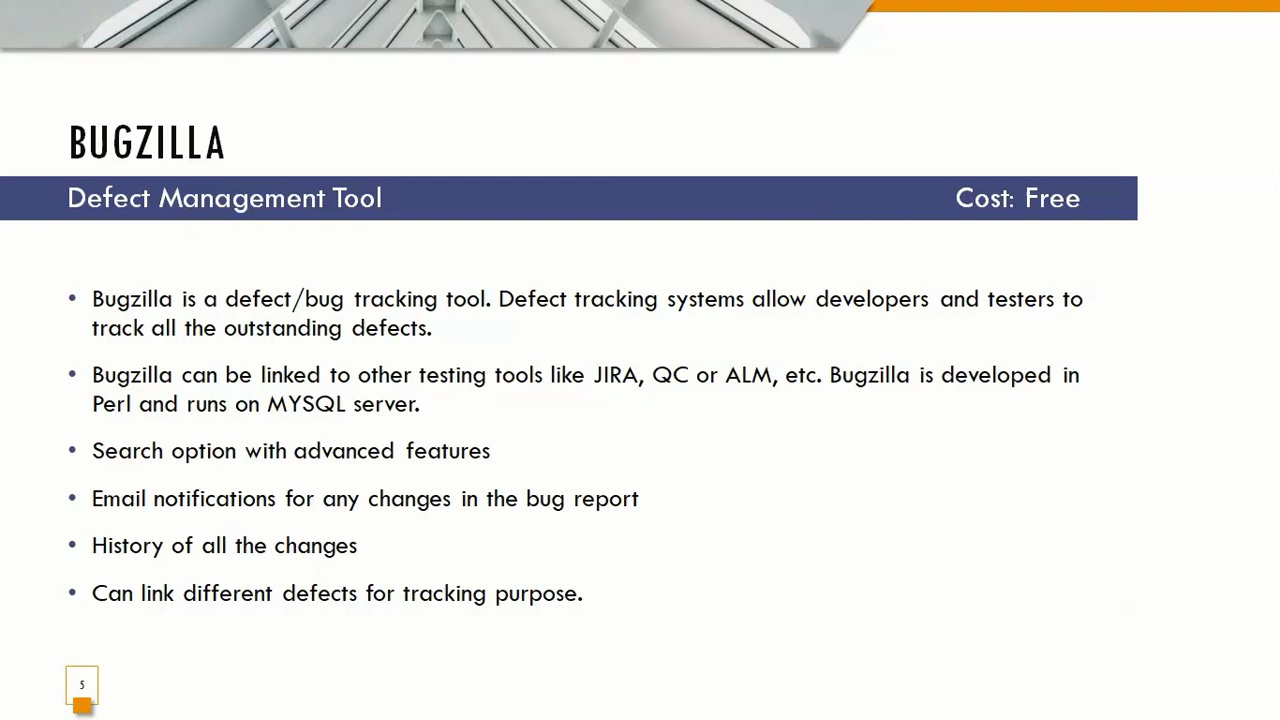 BUGZILLA
Defect Management Tool Cost: Free
• Bugzilla is a defect/bug tracking tool. Defect tracking systems allow developers and testers to
track all the outstanding defects.
• Bugzilla can be linked to other testing tools like JIRA, QC or ALM, etc. Bugzilla is developed in
Perl and runs on MYSQL server.
• Search option with advanced features
• Email notifications for any changes in the bug report
• History of all the changes
• Can link different defects for tracking purpose.
5